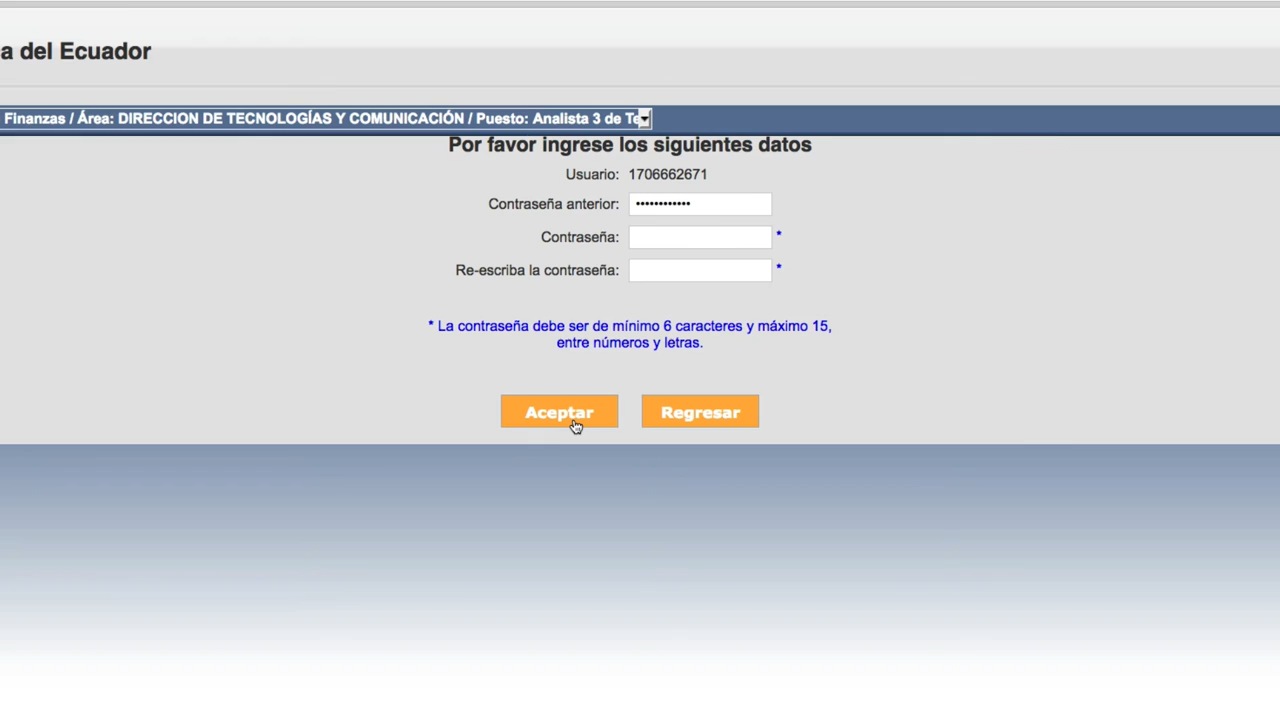 a del Ecuador
Finanzas / Área: DIRECCION DE TECNOLOGÍAS Y COMUNICACIÓN / Puesto: Analista 3 de Te
Por favor ingrese los siguientes datos
Usuario: 1706662671
Contraseña anterior: ••••••••••••
Contraseña: *
Re-escriba la contraseña: *
* La contraseña debe ser de mínimo 6 caracteres y máximo 15,
entre números y letras.
Aceptar Regresar